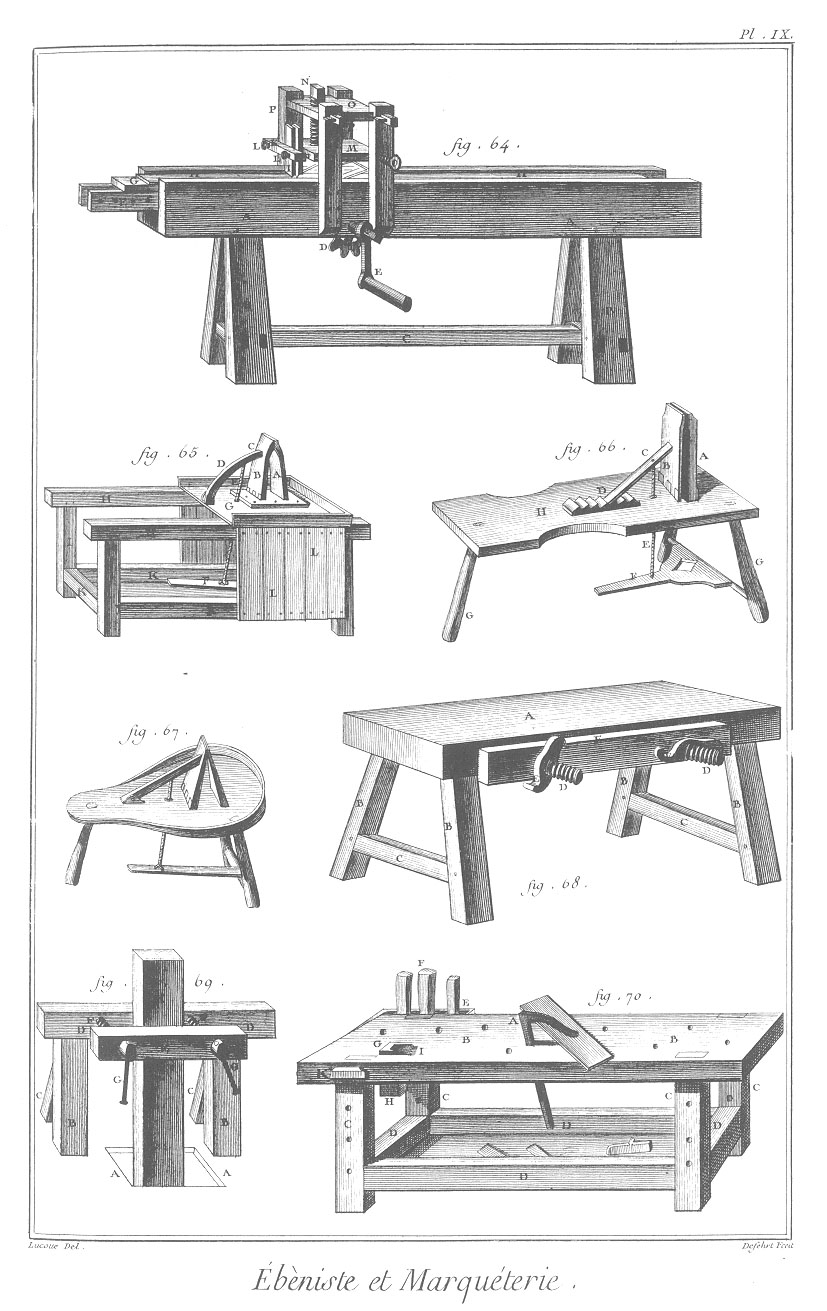 Pl . IX.
fig . 64 .
N
P
O
L
M
L
G
A
A
D
E
C
fig . 65 .
C
D
B
A
E
G
H
L
K
F
K
L
fig . 66 .
C
B
A
D
H
E
G
F
G
fig . 67 .
A
E
D
D
B
B
B
B
C
C
fig . 68 .
fig . 69 .
F
D
D
G
G
C
C
B
B
A
A
F
fig . 70 .
E
A
B
B
G
I
K
H
C
C
C
C
D
D
D
D
Lucotte Del .
Defehrt Fecit
Ébèniste et Marquéterie .